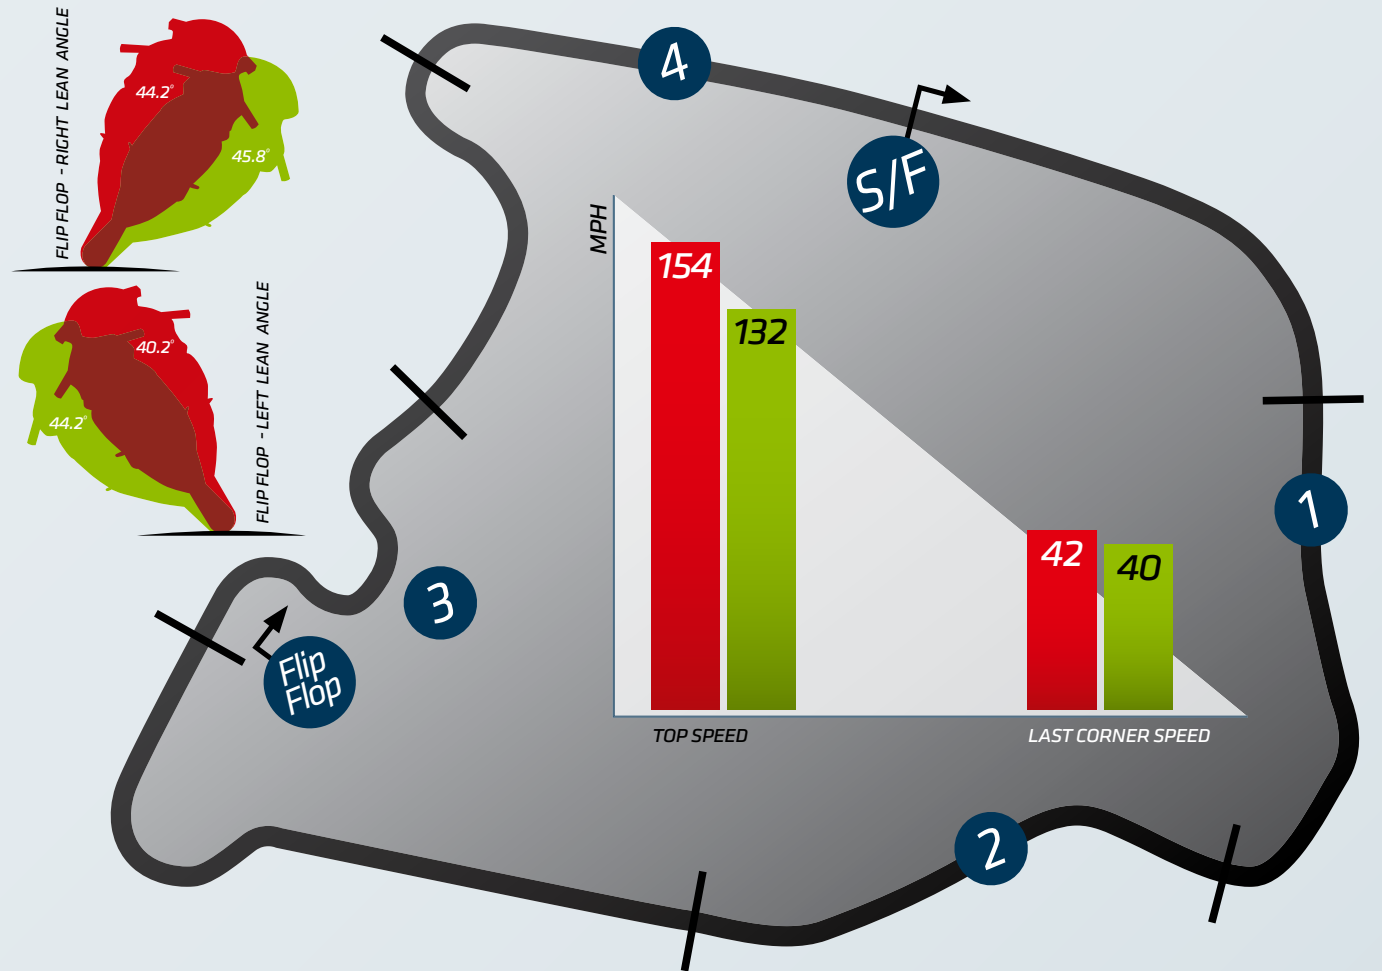 FLIP FLOP - RIGHT LEAN ANGLE
44.2°
45.8°
FLIP FLOP - LEFT LEAN ANGLE
40.2°
44.2°
4
S/F
MPH
154
132
42
40
TOP SPEED
LAST CORNER SPEED
1
3
Flip
Flop
2